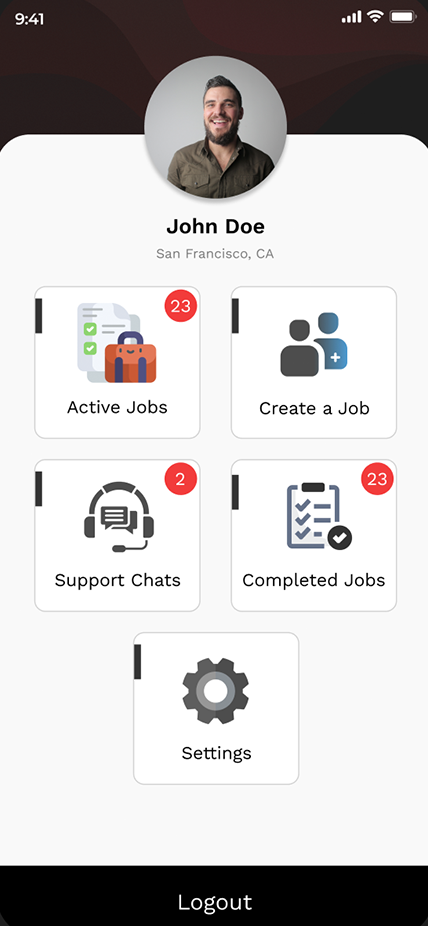 9:41
John Doe
San Francisco, CA
23
Active Jobs
Create a Job
2
Support Chats
23
Completed Jobs
Settings
Logout